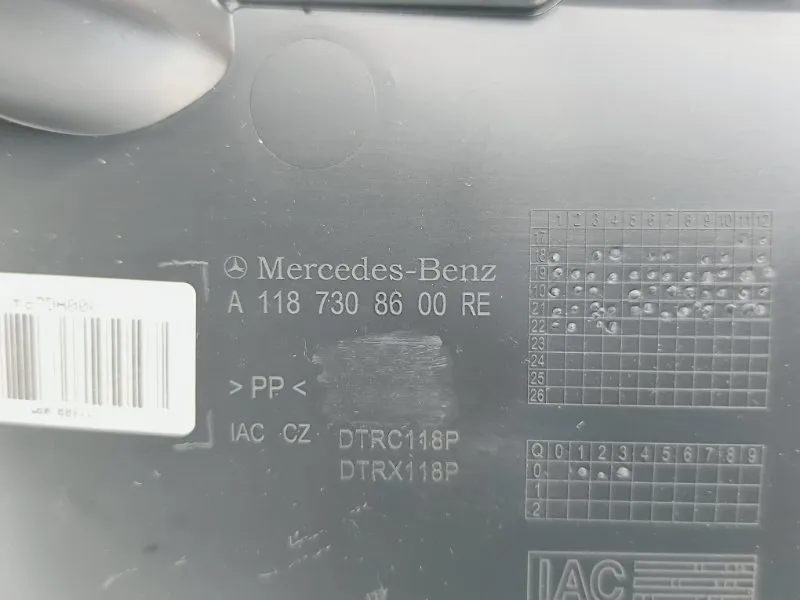 Mercedes-Benz
A 118 730 86 00 RE
>PP<
IAC CZ DTRC118P
DTRX118P
1 2 3 4 5 6 7 8 9 10 11 12
17
18
19
21
22
23
24
25
26
Q 0 1 2 3 4 5 6 7 8 9
0
1
2
IAC